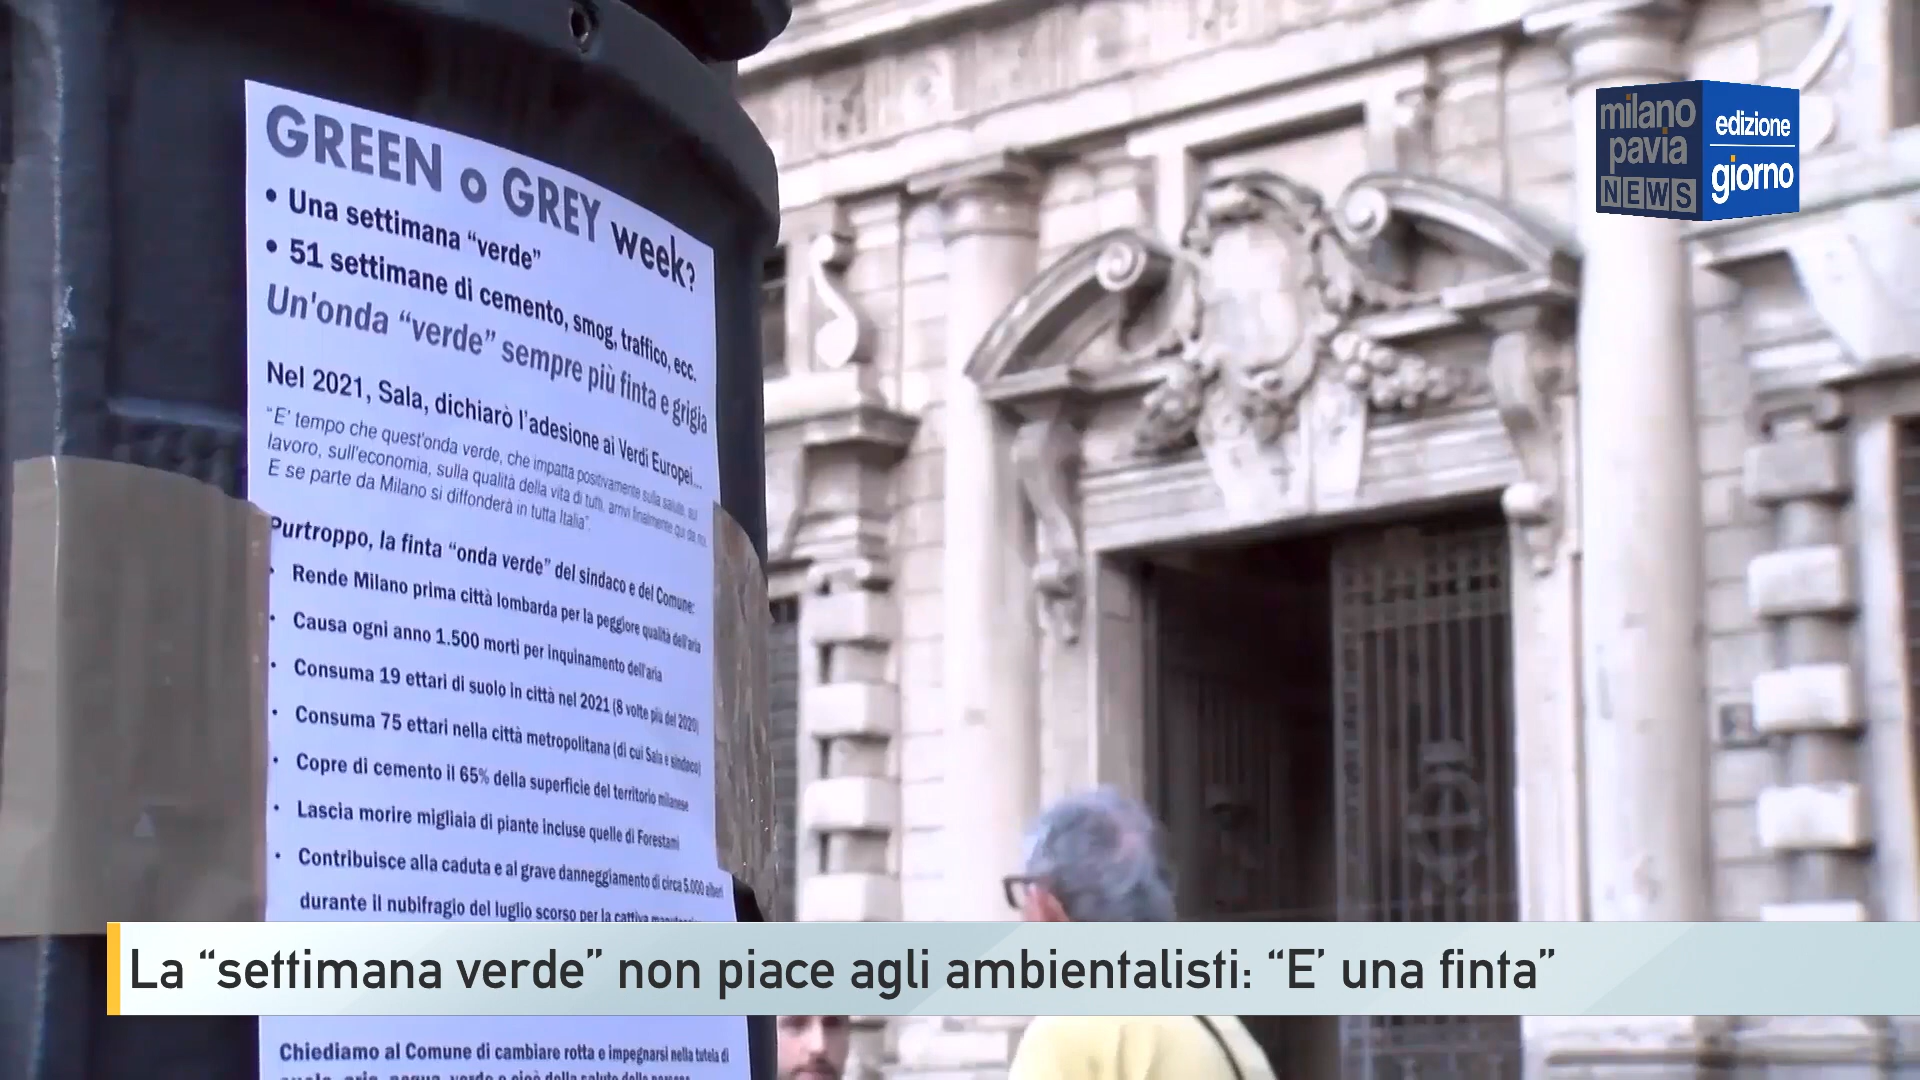 GREEN o GREY week?
• Una settimana “verde”
• 51 settimane di cemento, smog, traffico, ecc.
Un'onda “verde” sempre più finta e grigia
Nel 2021, Sala, dichiarò l'adesione ai Verdi Europei...
“E' tempo che quest'onda verde, che impatta positivamente sulla salute, sul
lavoro, sull'economia, sulla qualità della vita di tutti, arrivi finalmente qui da noi.
E se parte da Milano si diffonderà in tutta Italia”.
Purtroppo, la finta “onda verde” del sindaco e del Comune:
• Rende Milano prima città lombarda per la peggiore qualità dell'aria
• Causa ogni anno 1.500 morti per inquinamento dell'aria
• Consuma 19 ettari di suolo in città nel 2021 (8 volte più del 2020)
• Consuma 75 ettari nella città metropolitana (di cui Sala e sindaco)
• Copre di cemento il 65% della superficie del territorio milanese
• Lascia morire migliaia di piante incluse quelle di Forestami
• Contribuisce alla caduta e al grave danneggiamento di circa 5.000 alberi
durante il nubifragio del luglio scorso per la cattiva
Chiediamo al Comune di cambiare rotta e impegnarsi nella tutela di
milano
pavia
NEWS
edizione
giorno
La “settimana verde” non piace agli ambientalisti: “E’ una finta”